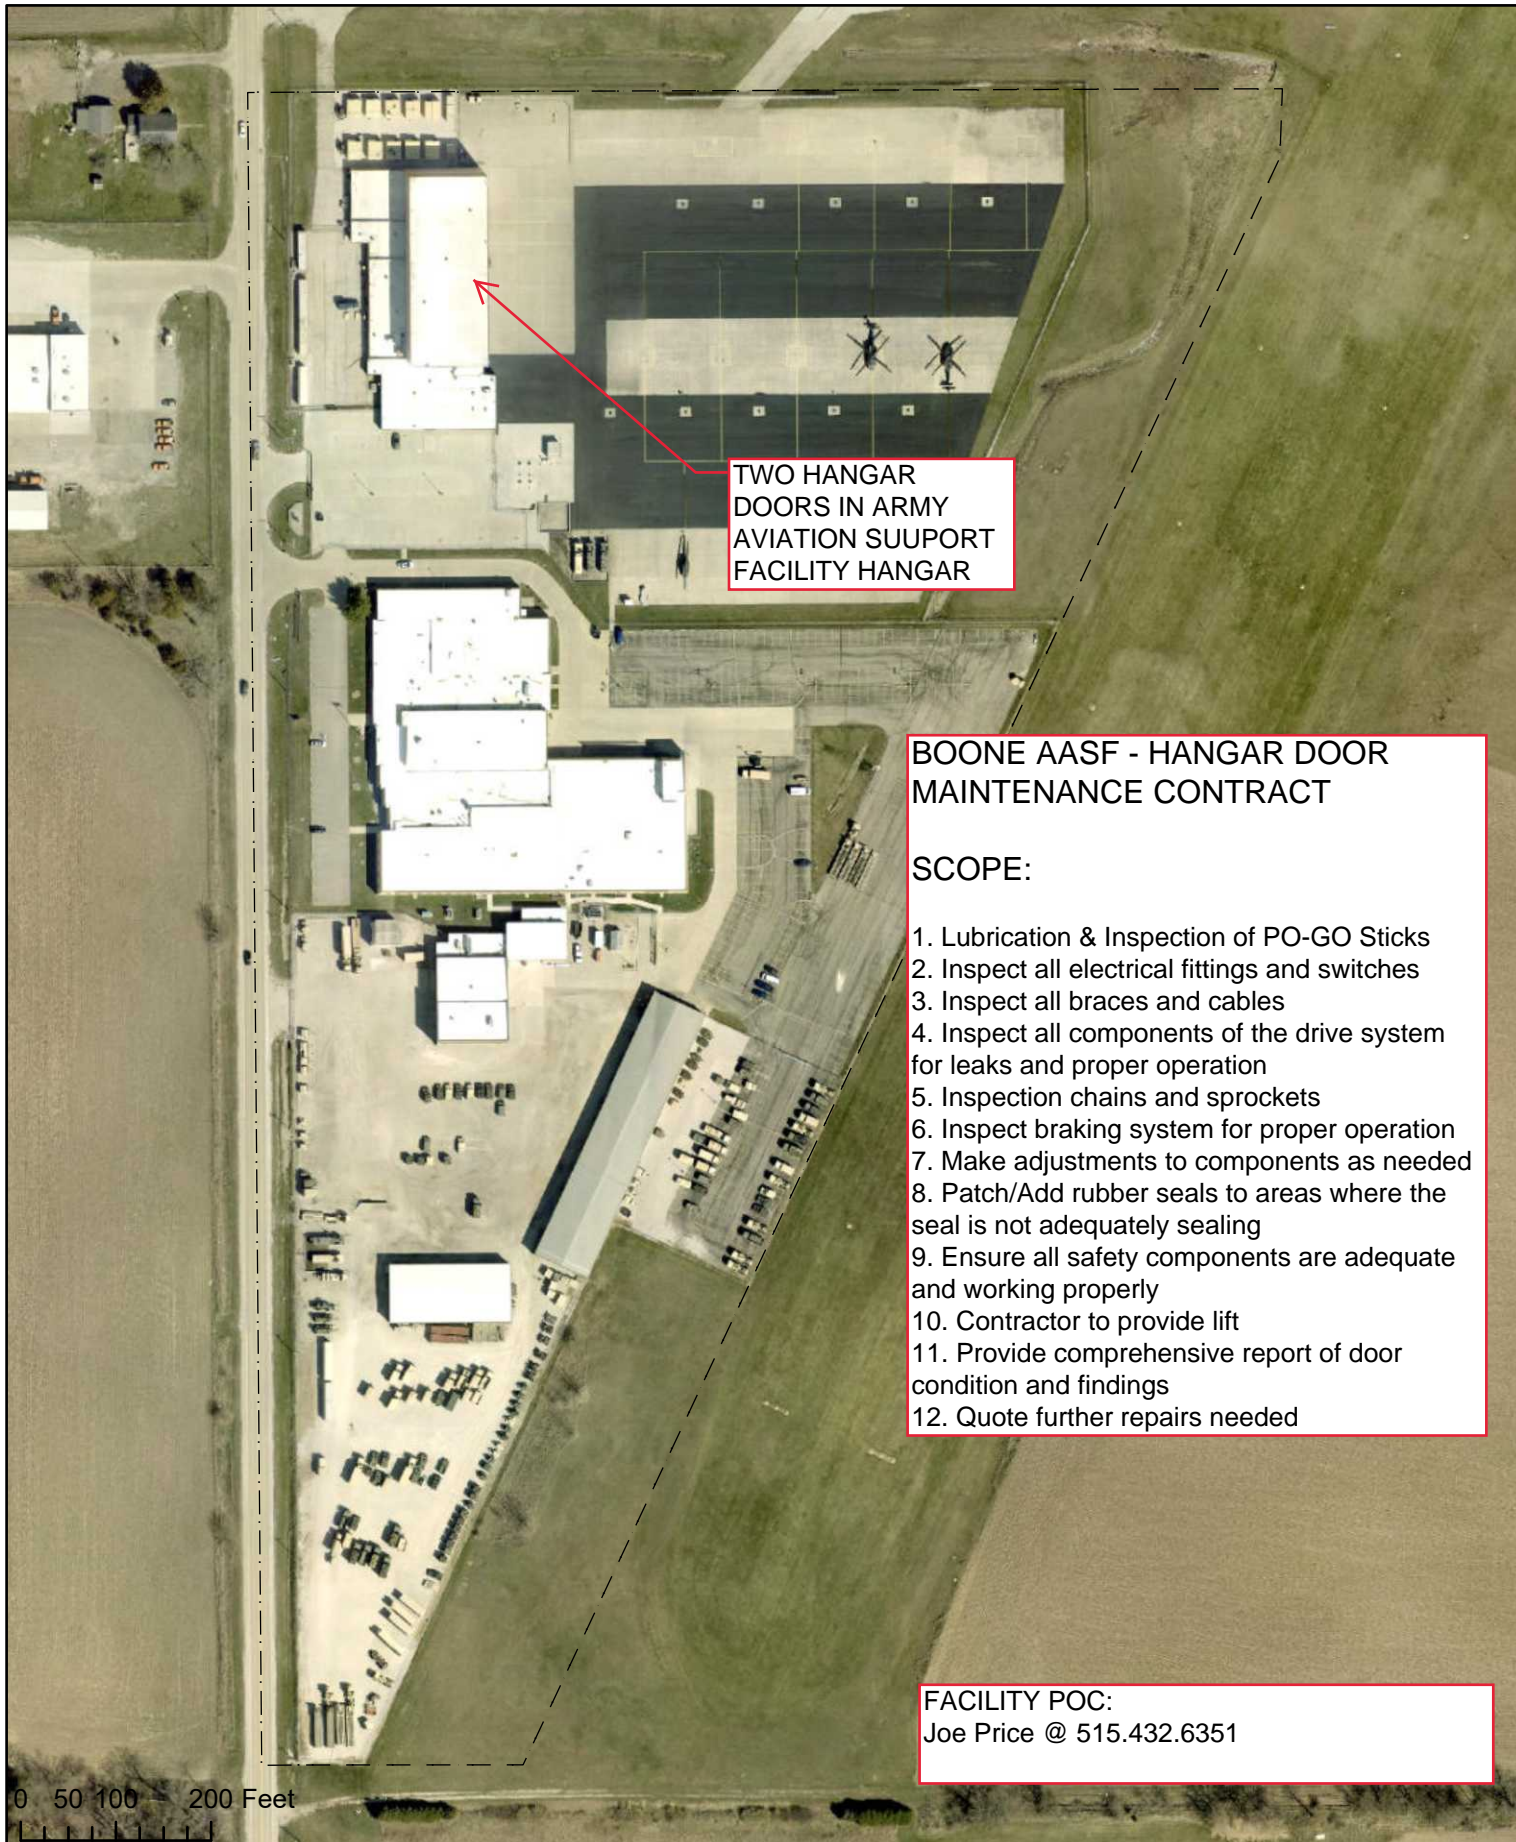 TWO HANGAR
DOORS IN ARMY
AVIATION SUUPORT
FACILITY HANGAR
BOONE AASF - HANGAR DOOR
MAINTENANCE CONTRACT
SCOPE:
1. Lubrication & Inspection of PO-GO Sticks
2. Inspect all electrical fittings and switches
3. Inspect all braces and cables
4. Inspect all components of the drive system
for leaks and proper operation
5. Inspection chains and sprockets
6. Inspect braking system for proper operation
7. Make adjustments to components as needed
8. Patch/Add rubber seals to areas where the
seal is not adequately sealing
9. Ensure all safety components are adequate
and working properly
10. Contractor to provide lift
11. Provide comprehensive report of door
condition and findings
12. Quote further repairs needed
FACILITY POC:
Joe Price @ 515.432.6351
0 50 100 200 Feet